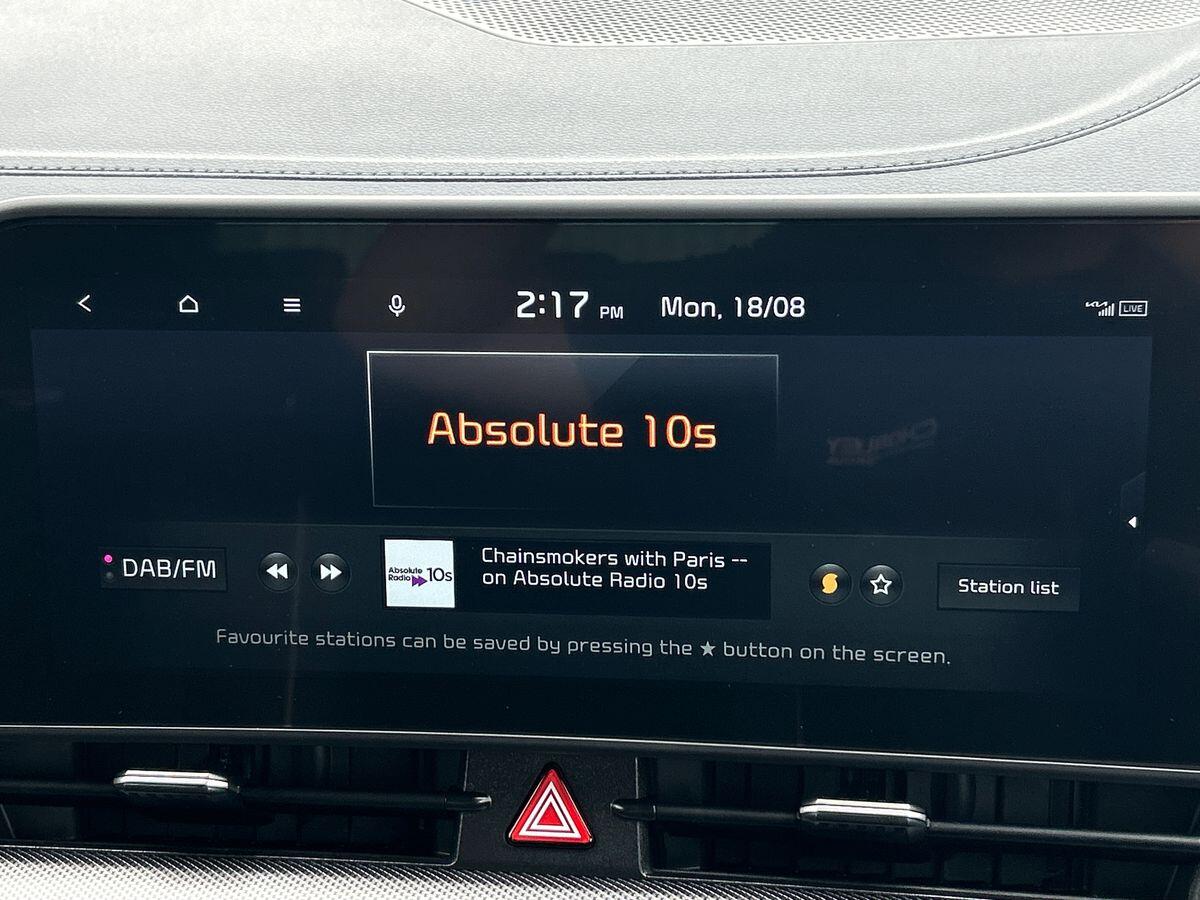 2:17 PM Mon, 18/08
LIVE
Absolute 10s
DAB/FM
Absolute
Radio 10s
Chainsmokers with Paris --
on Absolute Radio 10s
Station list
Favourite stations can be saved by pressing the ★ button on the screen.